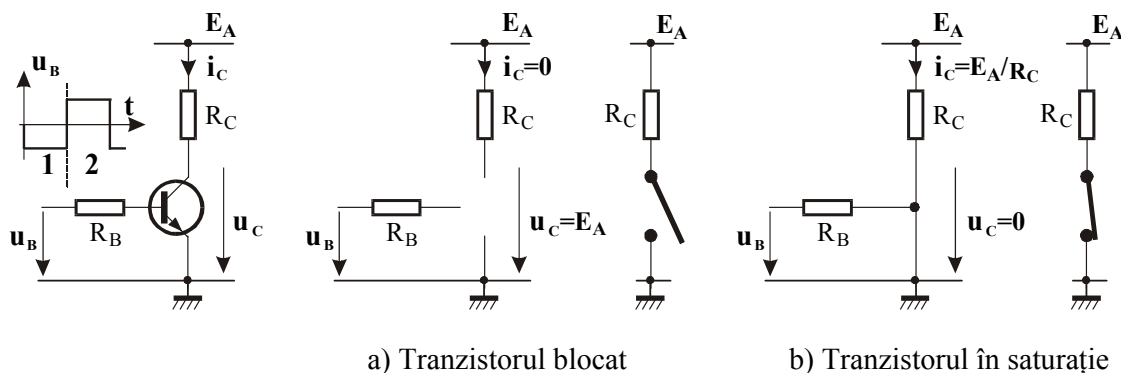 E_A
u_B
i_C
t
R_C
1
2
R_B
u_B
u_C
E_A
i_C=0
R_C
R_B
u_B
u_C=E_A
E_A
R_C
E_A
i_C=E_A/R_C
R_C
R_B
u_B
u_C=0
E_A
R_C
a) Tranzistorul blocat
b) Tranzistorul în saturație